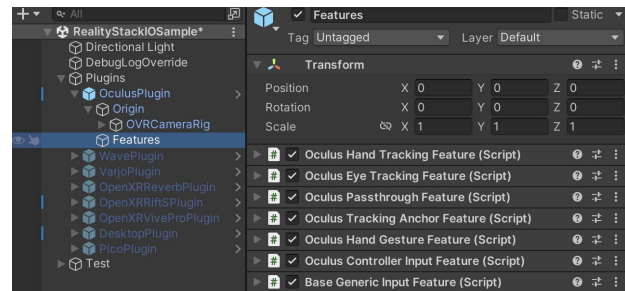 All
RealityStackIOSample*
Directional Light
DebugLogOverride
Plugins
OculusPlugin
Origin
OVRCameraRig
Features
WavePlugin
VarjoPlugin
OpenXRReverbPlugin
OpenXRRiftSPlugin
OpenXRViveProPlugin
DesktopPlugin
PicoPlugin
Test
Features Static
Tag Untagged Layer Default
Transform
Position X 0 Y 0 Z 0
Rotation X 0 Y 0 Z 0
Scale X 1 Y 1 Z 1
# Oculus Hand Tracking Feature (Script)
# Oculus Eye Tracking Feature (Script)
# Oculus Passthrough Feature (Script)
# Oculus Tracking Anchor Feature (Script)
# Oculus Hand Gesture Feature (Script)
# Oculus Controller Input Feature (Script)
# Base Generic Input Feature (Script)